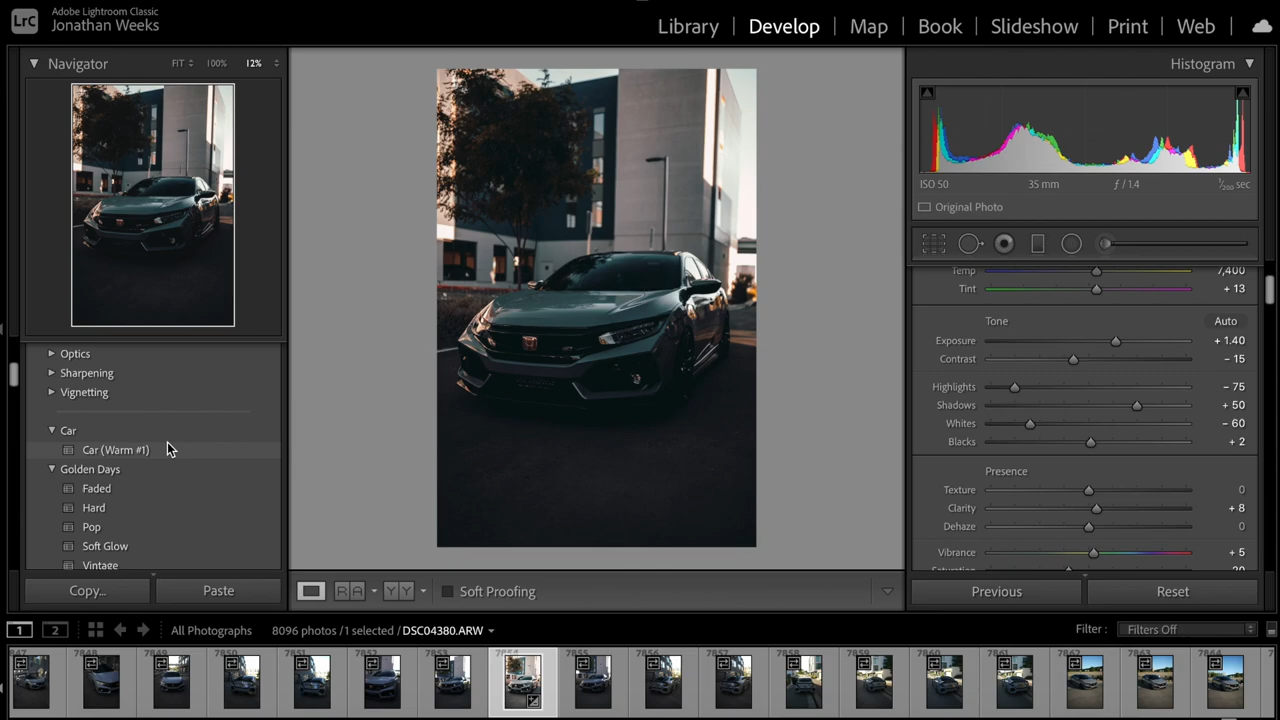 LrC
Adobe Lightroom Classic
Jonathan Weeks
Library | Develop | Map | Book | Slideshow | Print | Web |
Navigator FIT 100% 12%
Histogram
ISO 50 35 mm ƒ / 1.4 1/200 sec
Original Photo
Temp 7,400
Tint + 13
Tone Auto
Exposure + 1.40
Contrast – 15
Highlights – 75
Shadows + 50
Whites – 60
Blacks + 2
Presence
Texture 0
Clarity + 8
Dehaze 0
Vibrance + 5
Optics
Sharpening
Vignetting
Car
Car (Warm #1)
Golden Days
Faded
Hard
Pop
Soft Glow
Vintage
Copy... Paste
R A Y Y Soft Proofing
Previous Reset
1 2 All Photographs 8096 photos /1 selected / DSC04380.ARW
Filter : Filters Off